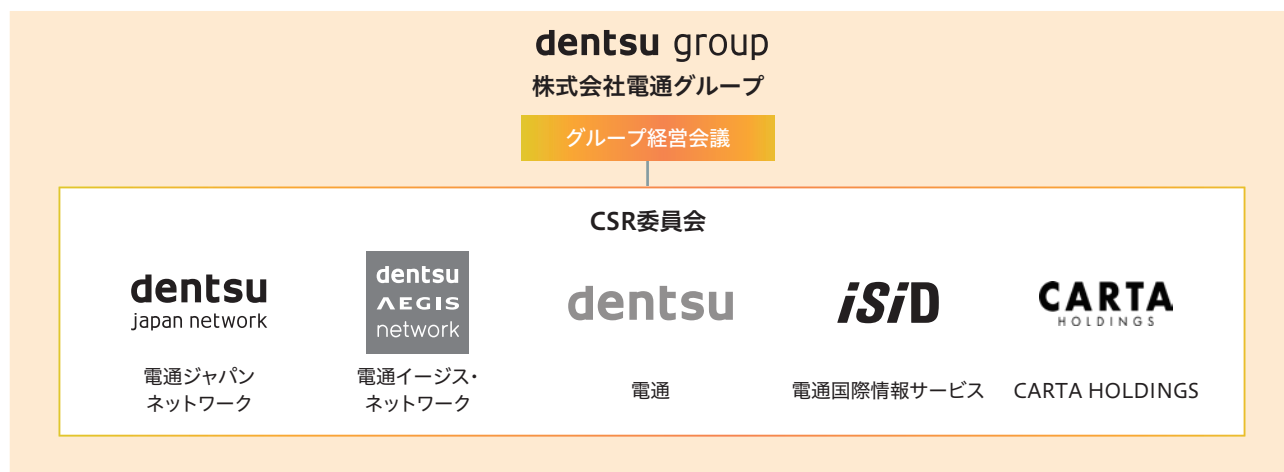 dentsu group
株式会社電通グループ
グループ経営会議
CSR委員会
dentsu
japan network
電通ジャパン
ネットワーク
dentsu
AEGIS
network
電通イージス・
ネットワーク
dentsu
電通
iSiD
電通国際情報サービス
CARTA
HOLDINGS
CARTA HOLDINGS